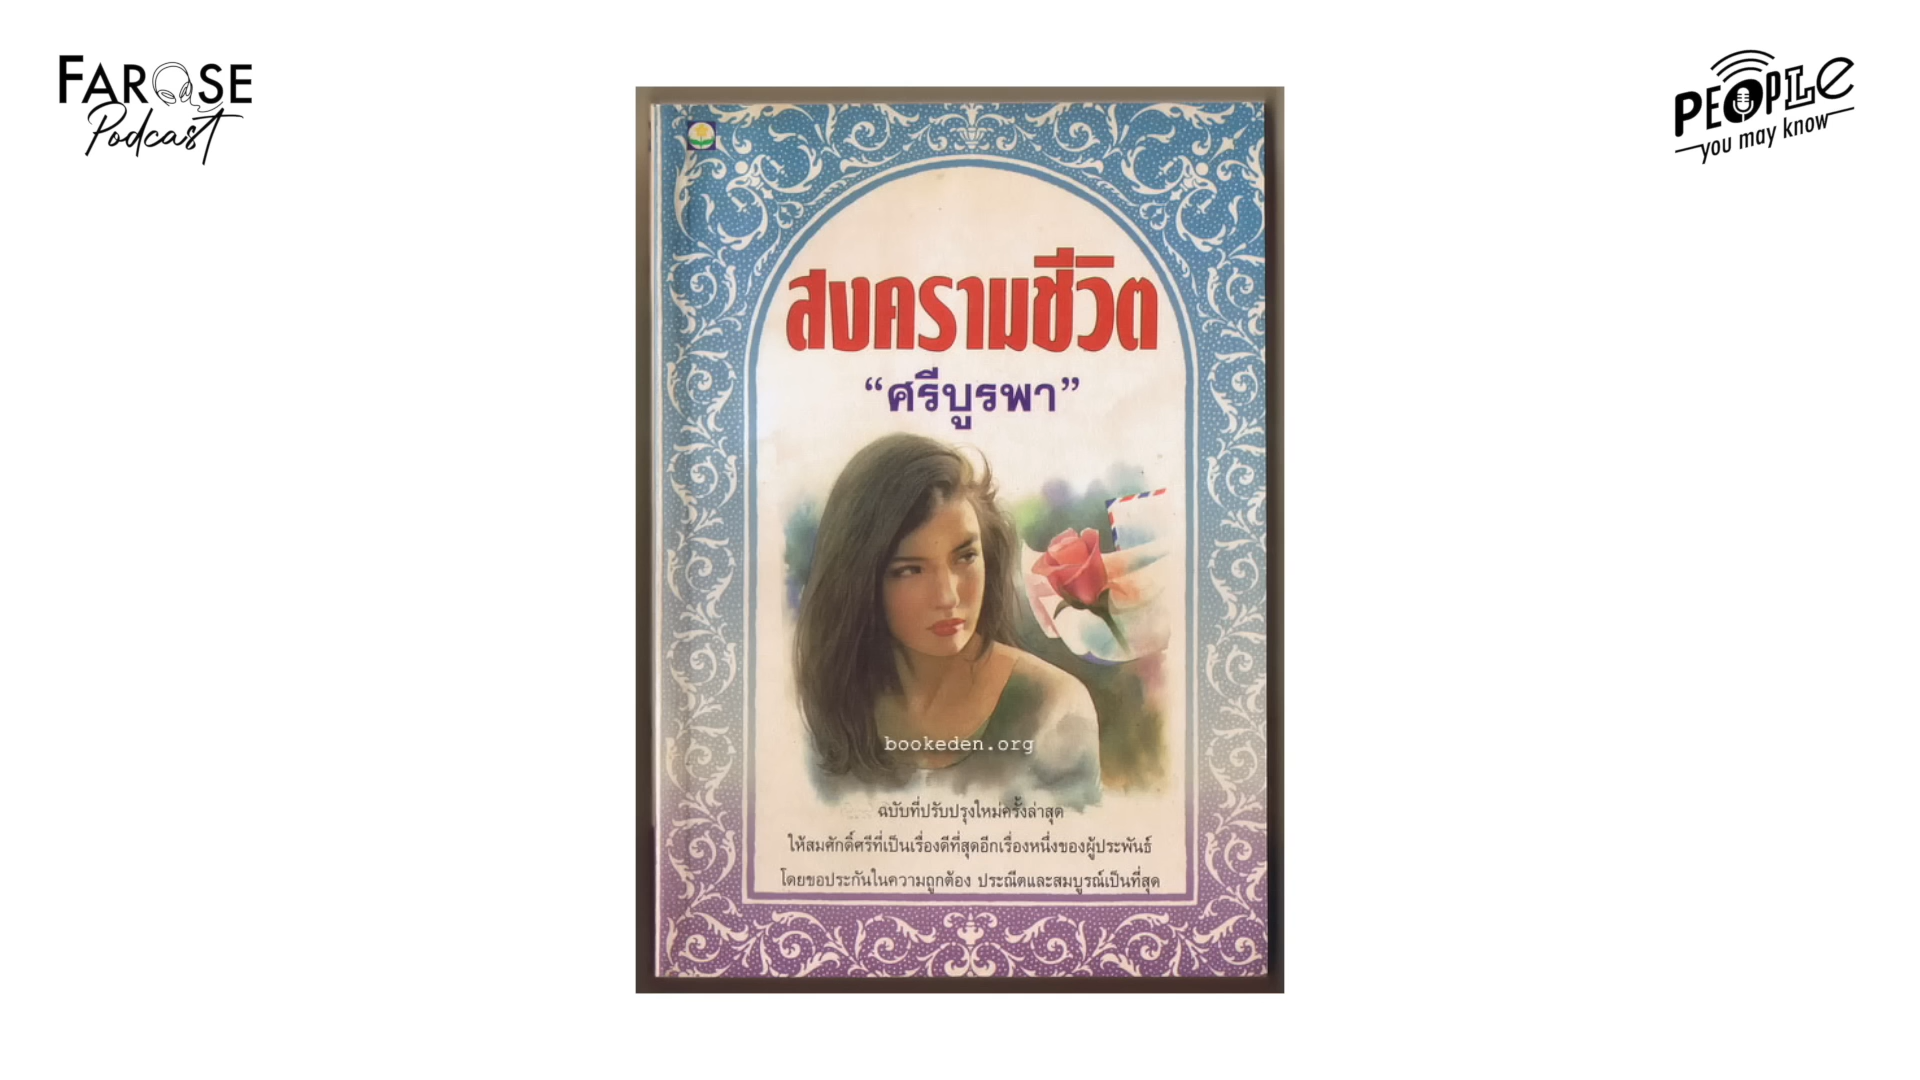 FAROSE
Podcast
PEOPLE
you may know
สงครามชีวิต
“ศรีบูรพา”
bookeden.org
ฉบับที่ปรับปรุงใหม่ครั้งล่าสุด
ให้สมศักดิ์ศรีที่เป็นเรื่องดีที่สุดอีกเรื่องหนึ่งของผู้ประพันธ์
โดยขอประกันในความถูกต้อง ประณีตและสมบูรณ์เป็นที่สุด